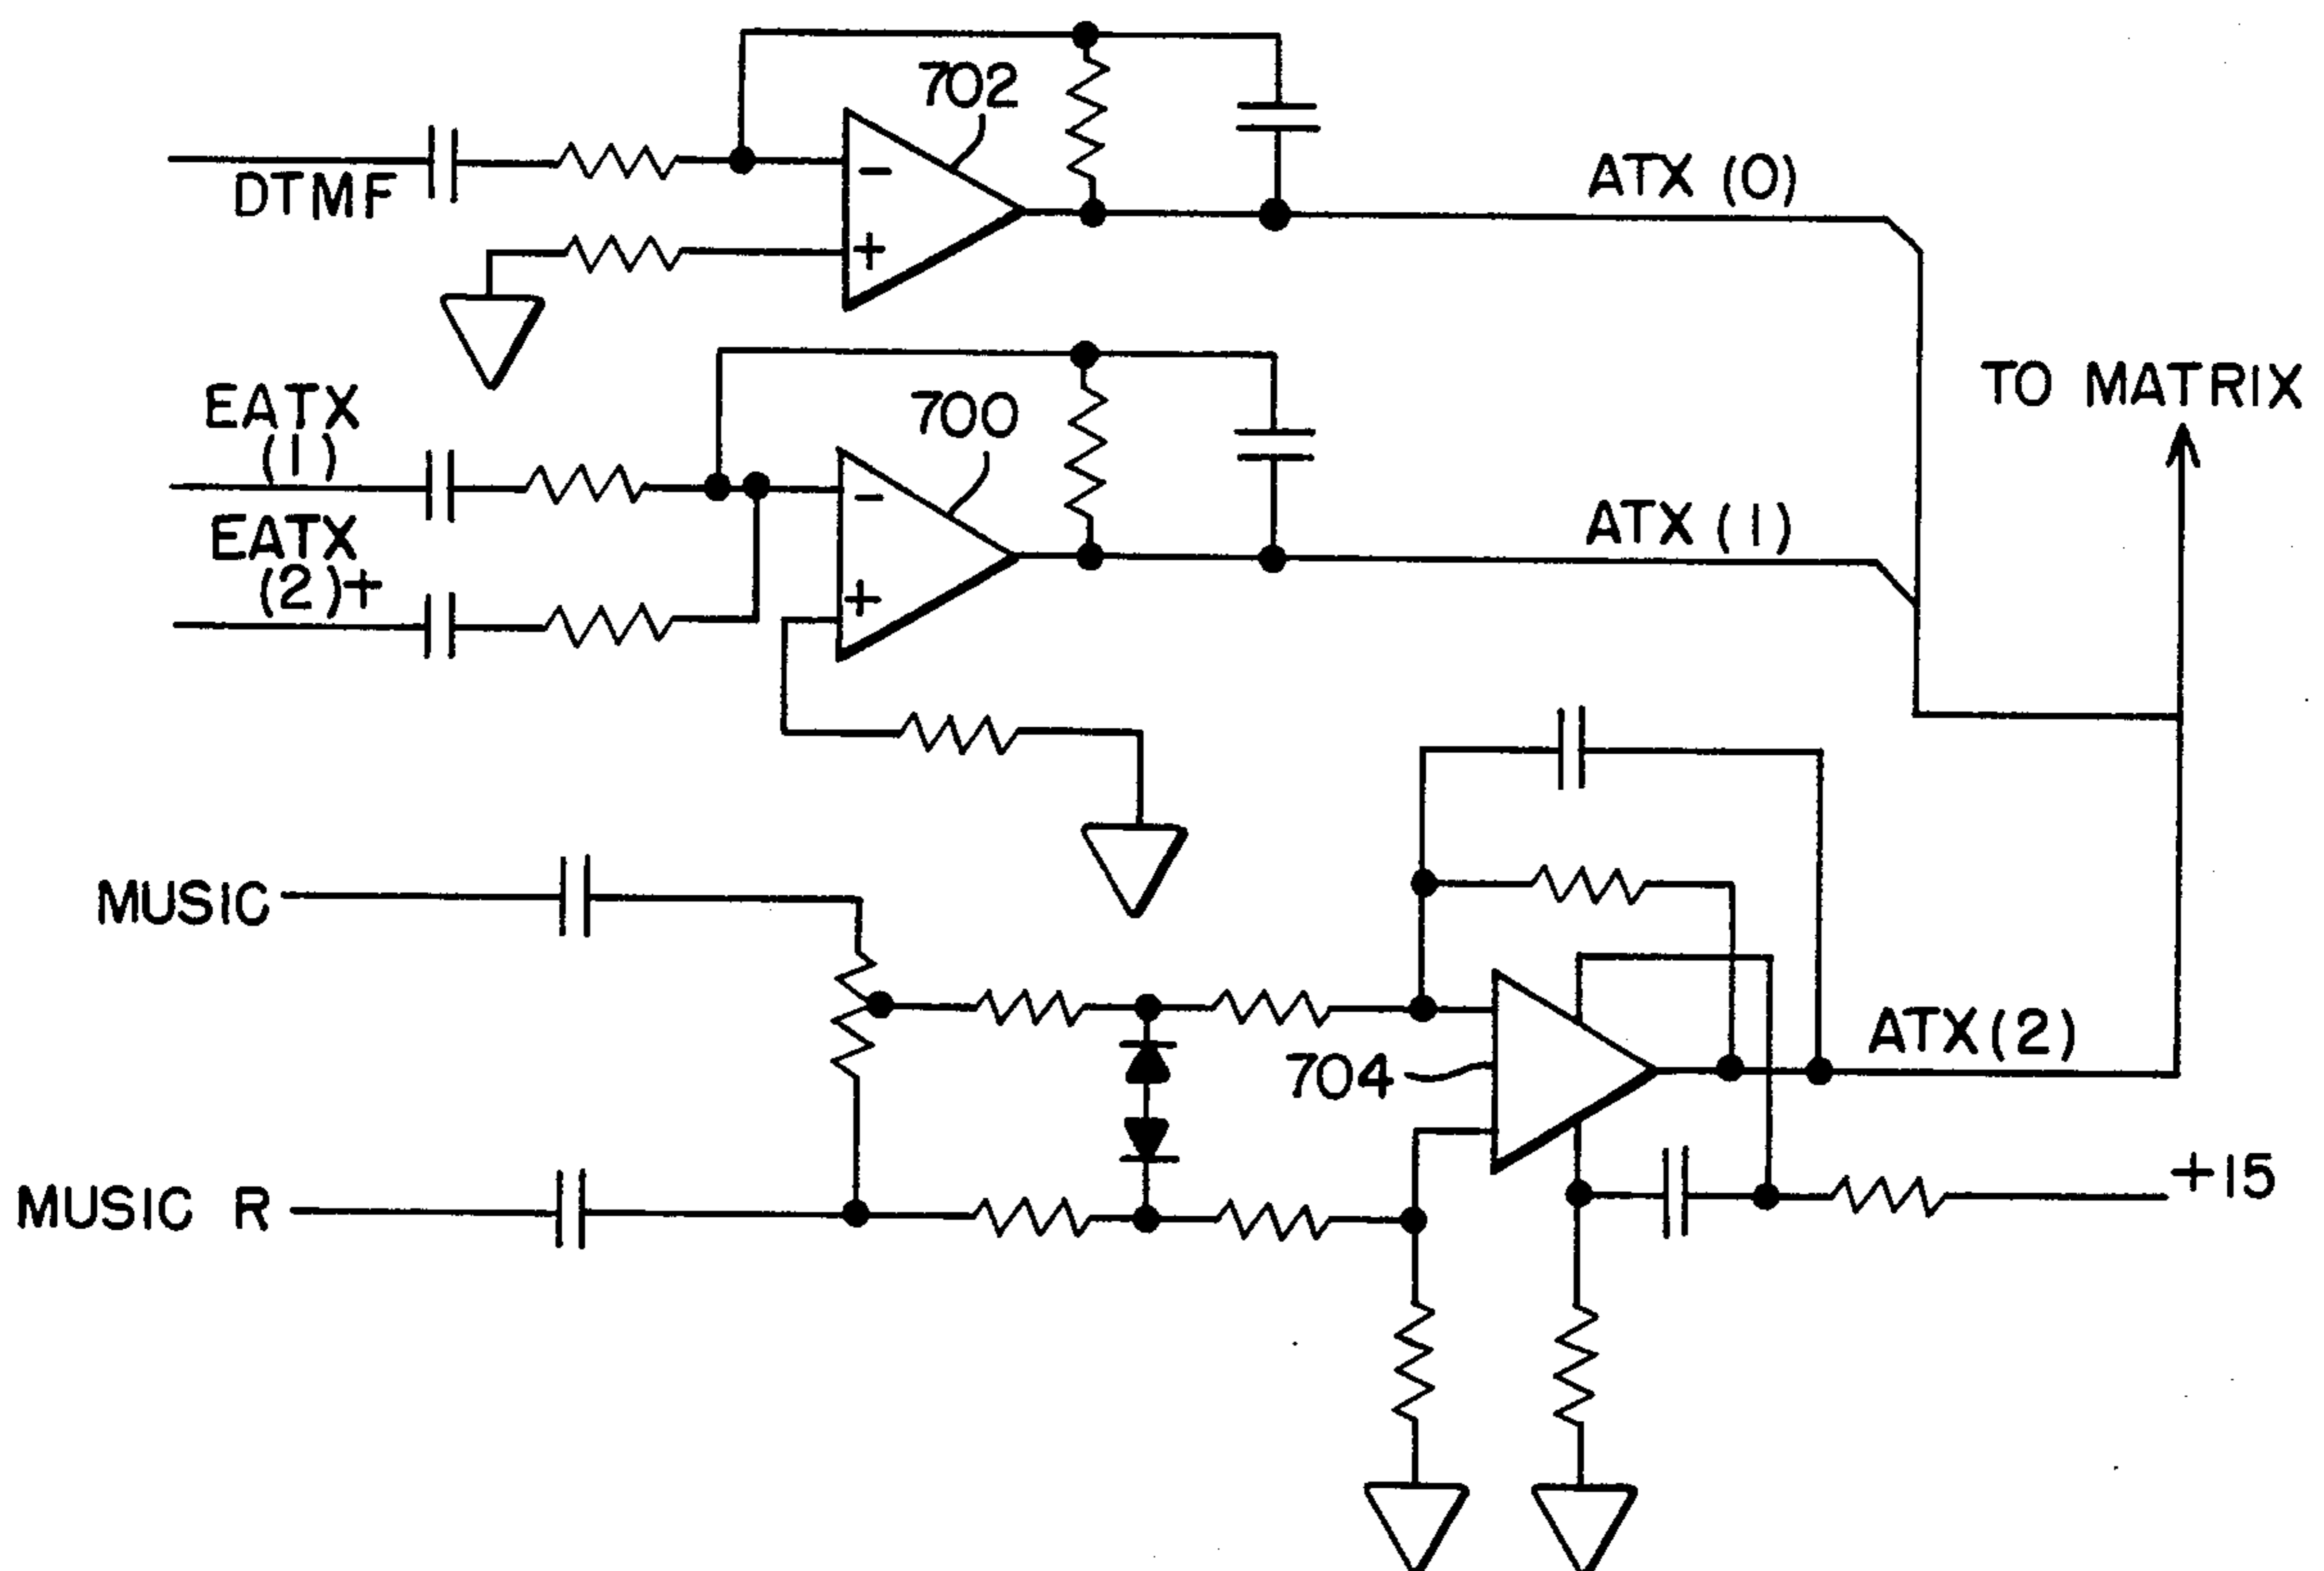 702
DTMF
-
+
ATX (0)
EATX
(1)
EATX
(2)+
700
-
+
ATX (1)
TO MATRIX
MUSIC
MUSIC R
704
ATX (2)
+15